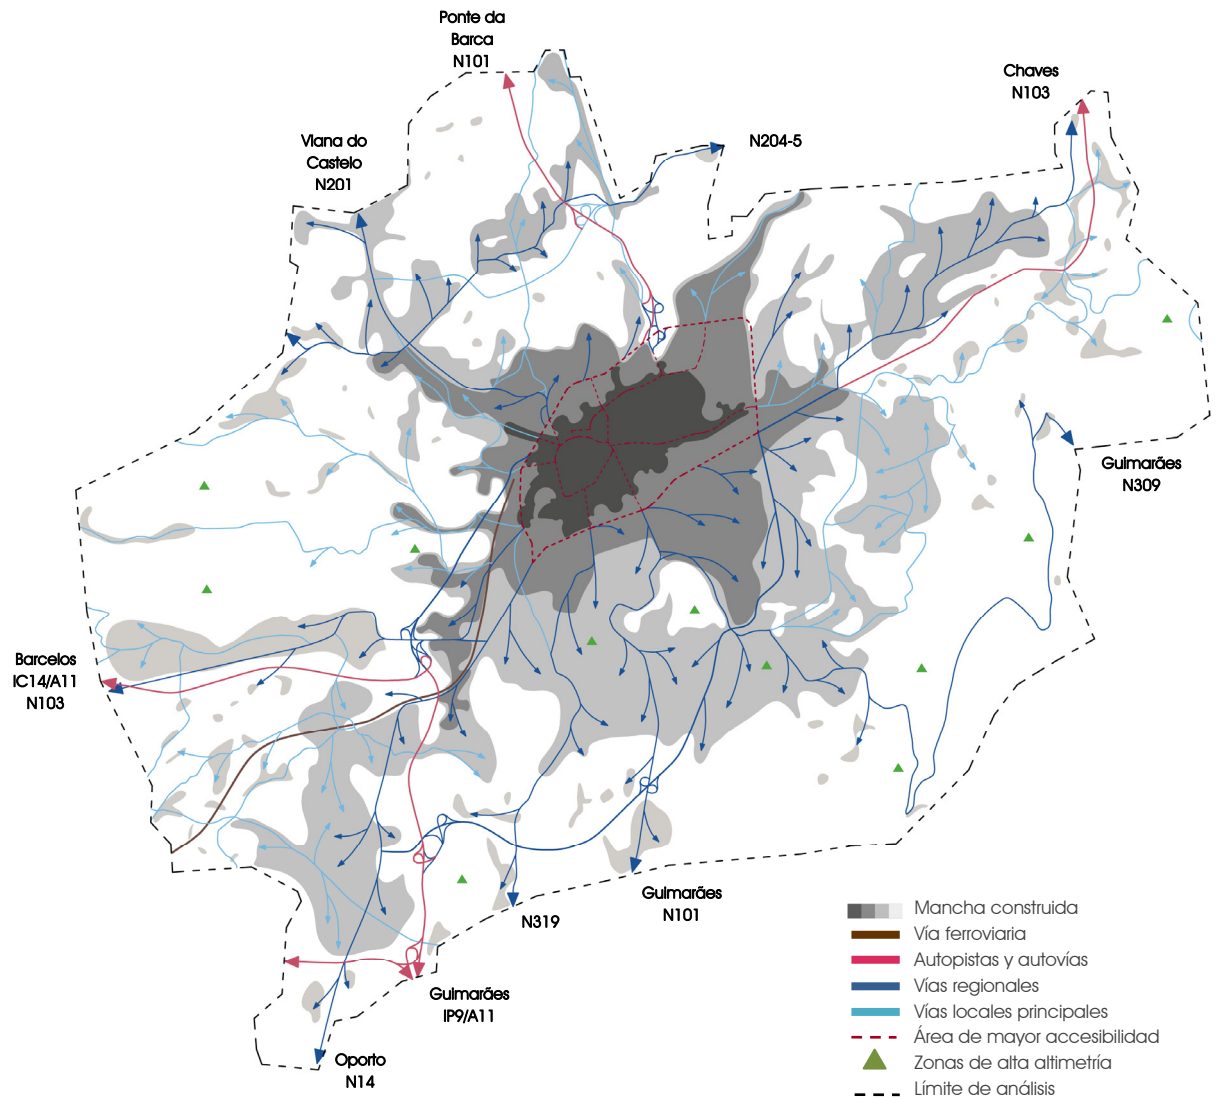 Ponte da
Barca
N101
Chaves
N103
Viana do
Castelo
N201
N204-5
Guimarães
N309
Barcelos
IC14/A11
N103
Guimarães
N101
N319
Guimarães
IP9/A11
Oporto
N14
Mancha construida
Vía ferroviaria
Autopistas y autovías
Vías regionales
Vías locales principales
Área de mayor accesibilidad
Zonas de alta altimetría
Límite de análisis